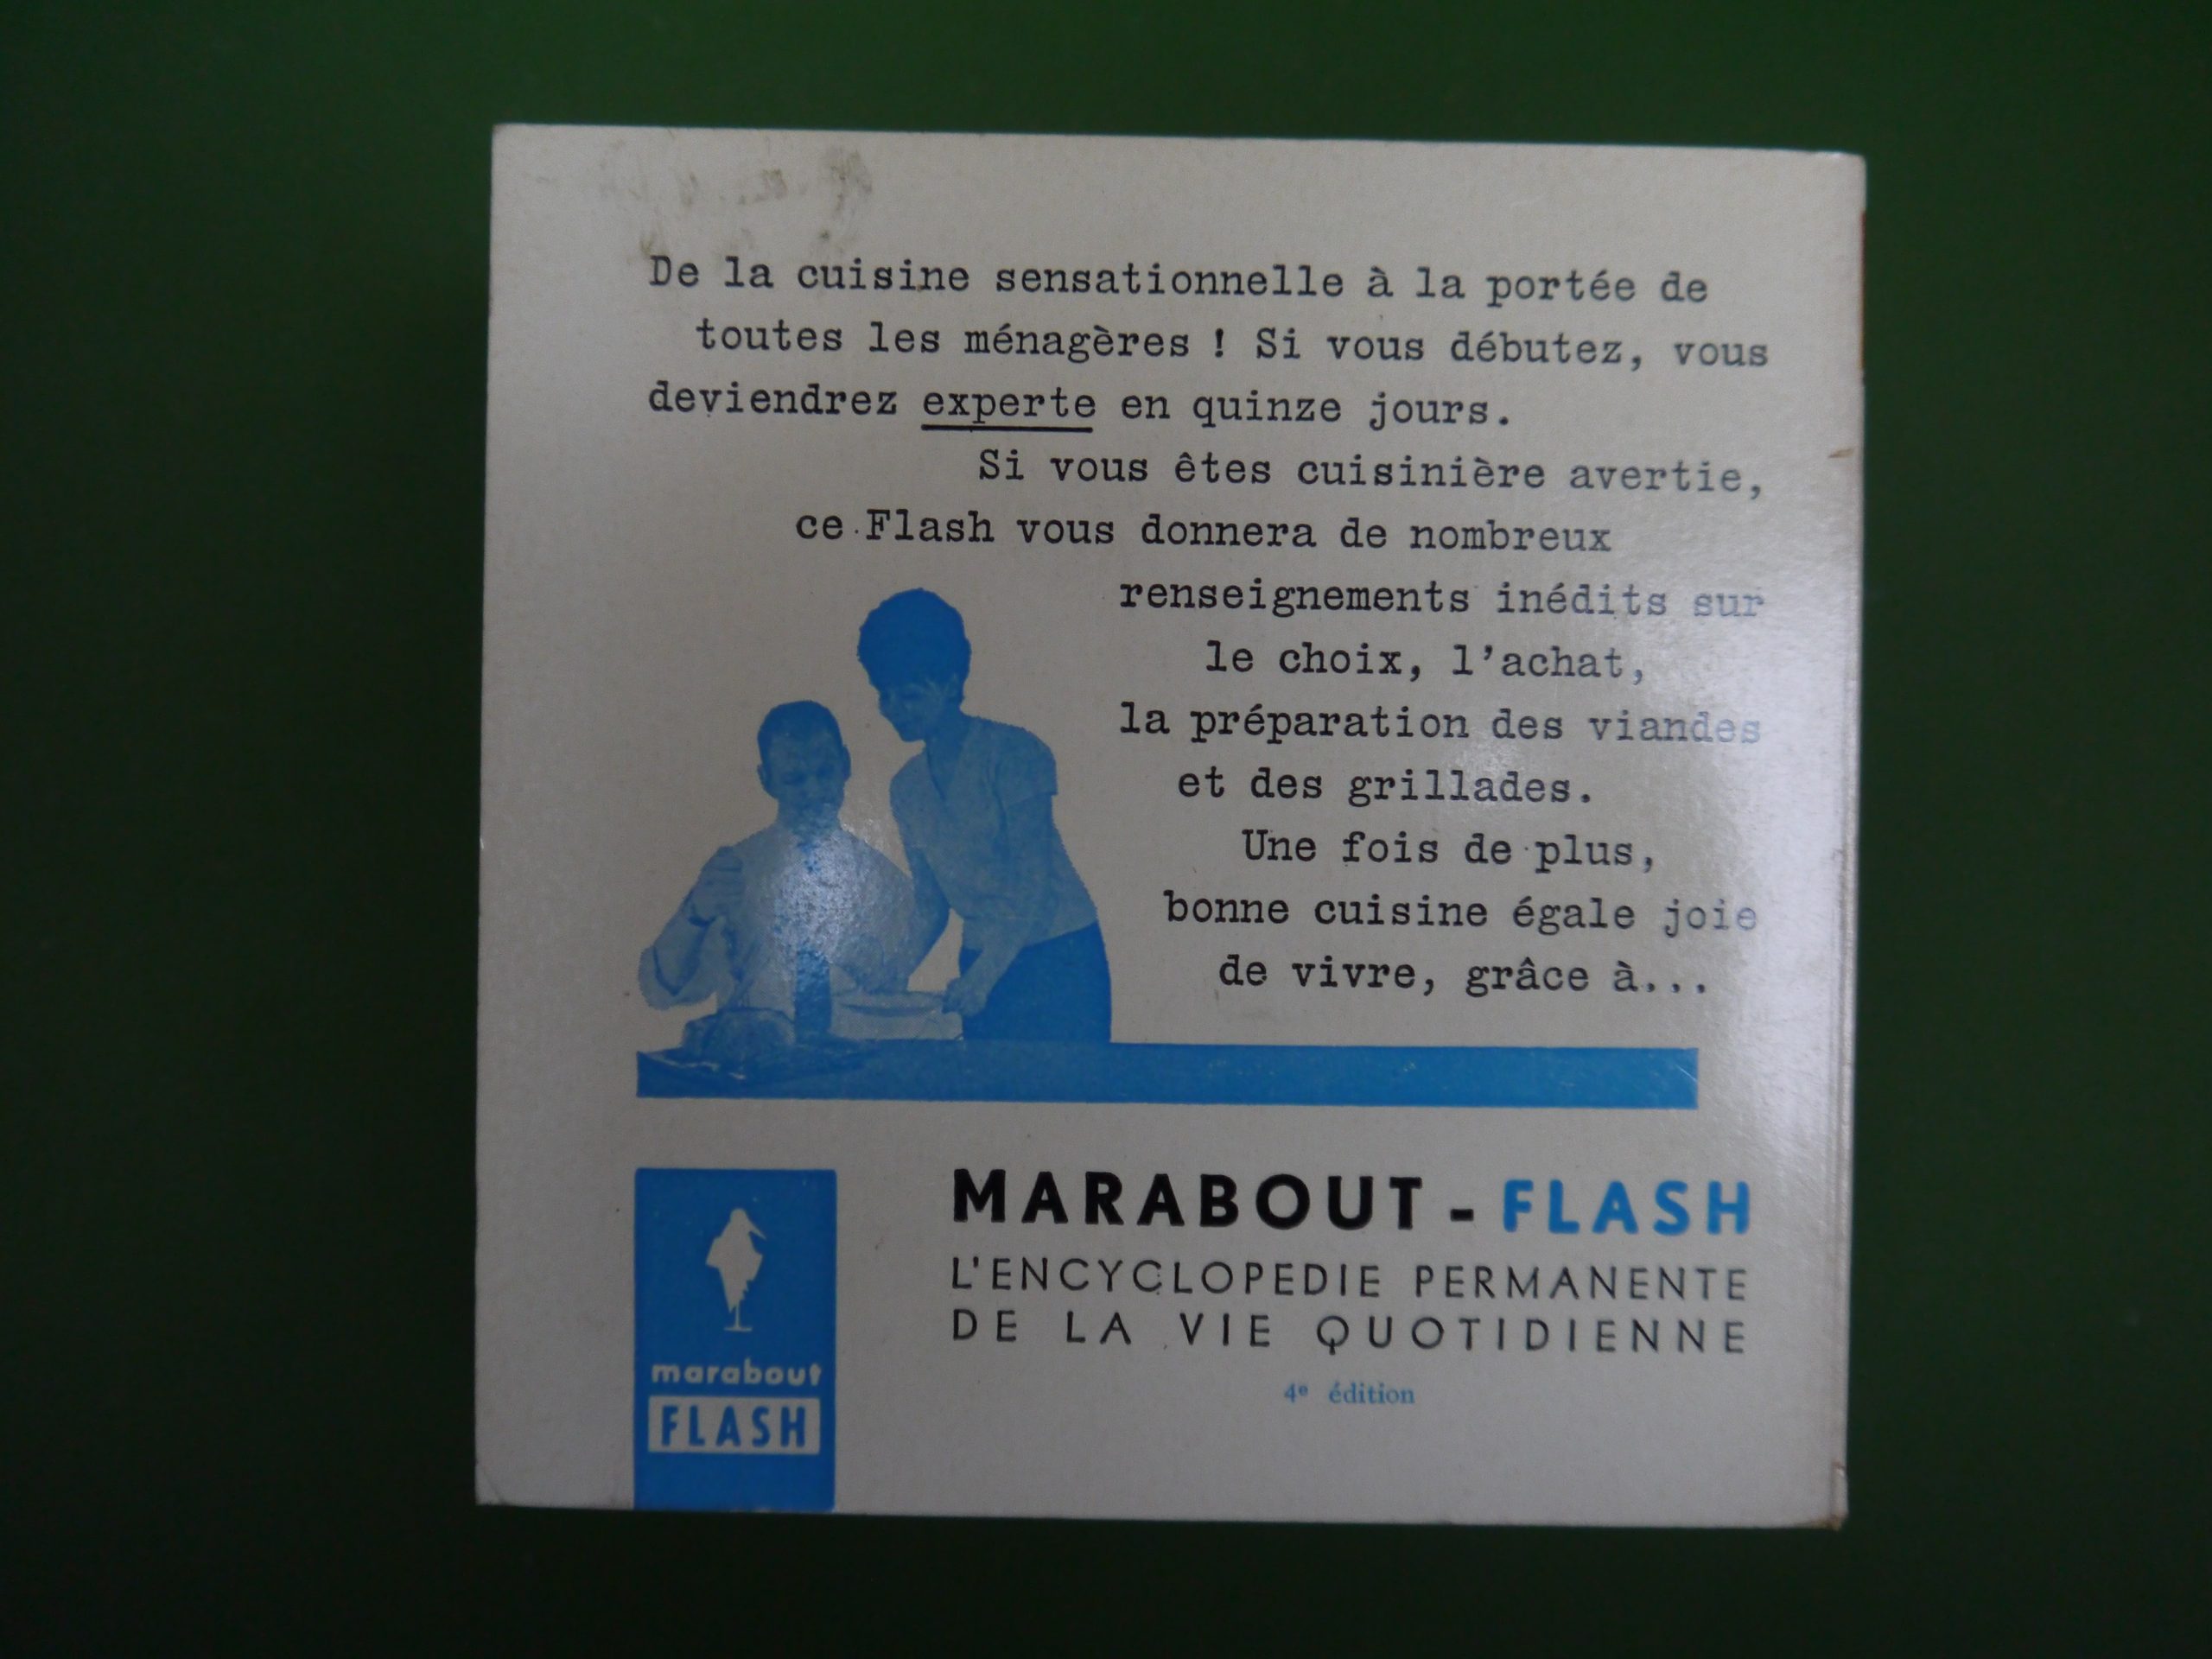 De la cuisine sensationnelle à la portée de
toutes les ménagères ! Si vous débutez, vous
deviendrez experte en quinze jours.
Si vous êtes cuisinière avertie,
ce Flash vous donnera de nombreux
renseignements inédits sur
le choix, l'achat,
la préparation des viandes
et des grillades.
Une fois de plus,
bonne cuisine égale joie
de vivre, grâce à...
MARABOUT - FLASH
L'ENCYCLOPEDIE PERMANENTE
DE LA VIE QUOTIDIENNE
4e édition
marabout
FLASH